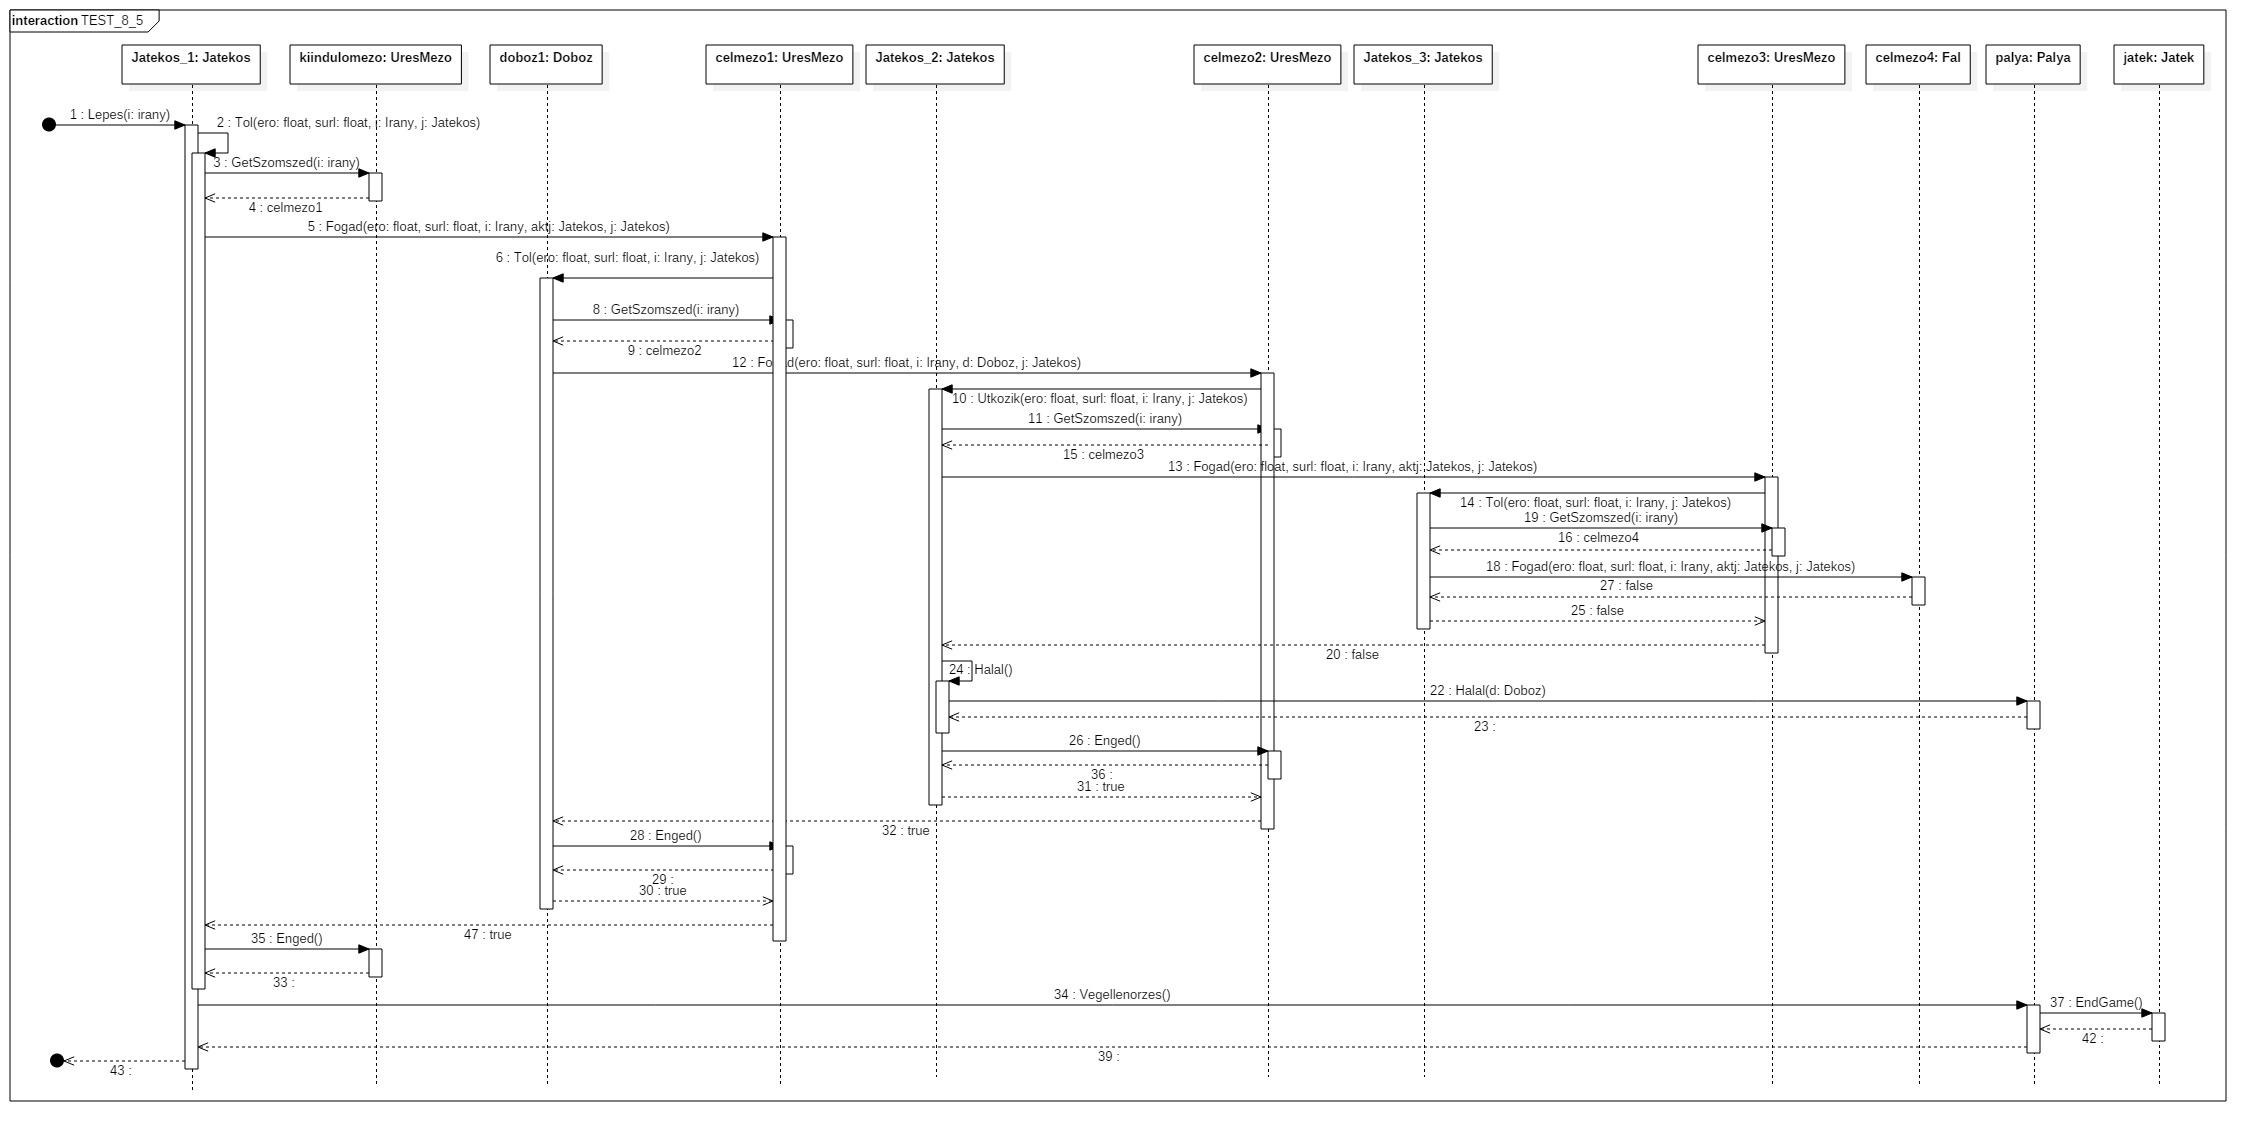 interaction TEST_8_5
Jatekos_1: Jatekos
kiindulomezo: UresMezo
doboz1: Doboz
celmezo1: UresMezo
Jatekos_2: Jatekos
celmezo2: UresMezo
Jatekos_3: Jatekos
celmezo3: UresMezo
celmezo4: Fal
palya: Palya
jatek: Jatek
1 : Lepes(i: irany)
2 : Tol(ero: float, surl: float, i: Irany, j: Jatekos)
3 : GetSzomszed(i: irany)
4 : celmezo1
5 : Fogad(ero: float, surl: float, i: Irany, aktj: Jatekos, j: Jatekos)
6 : Tol(ero: float, surl: float, i: Irany, j: Jatekos)
8 : GetSzomszed(i: irany)
9 : celmezo2
12 : Fogad(ero: float, surl: float, i: Irany, d: Doboz, j: Jatekos)
10 : Utkozik(ero: float, surl: float, i: Irany, j: Jatekos)
11 : GetSzomszed(i: irany)
15 : celmezo3
13 : Fogad(ero: float, surl: float, i: Irany, aktj: Jatekos, j: Jatekos)
14 : Tol(ero: float, surl: float, i: Irany, j: Jatekos)
19 : GetSzomszed(i: irany)
16 : celmezo4
18 : Fogad(ero: float, surl: float, i: Irany, aktj: Jatekos, j: Jatekos)
27 : false
25 : false
20 : false
24 : Halal()
22 : Halal(d: Doboz)
23 :
26 : Enged()
36 :
31 : true
32 : true
28 : Enged()
29 :
30 : true
47 : true
35 : Enged()
33 :
34 : Vegellenorzes()
37 : EndGame()
42 :
39 :
43 :